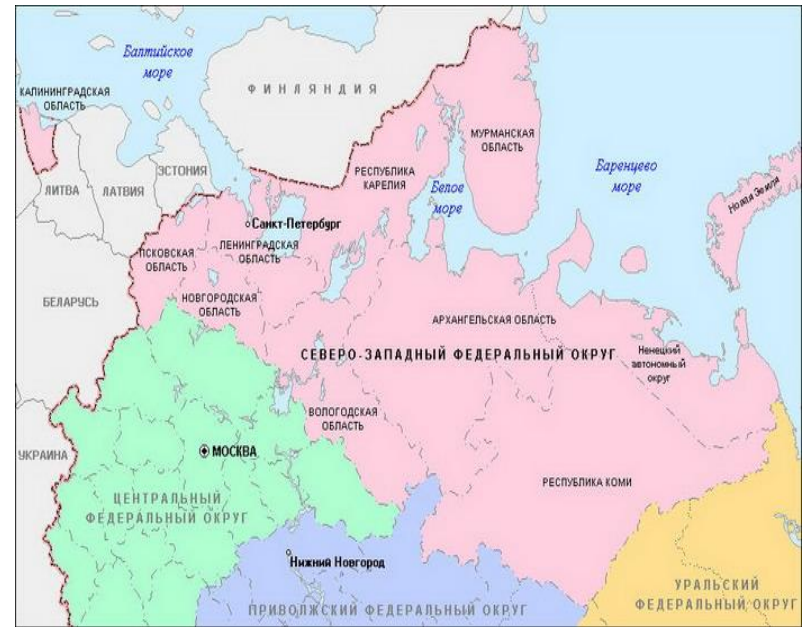 Балтийское
море
ФИНЛЯНДИЯ
КАЛИНИНГРАДСКАЯ
ОБЛАСТЬ
МУРМАНСКАЯ
ОБЛАСТЬ
Баренцево
море
ЭСТОНИЯ
РЕСПУБЛИКА
КАРЕЛИЯ
Белое
море
ЛИТВА
ЛАТВИЯ
Новая Земля
Санкт-Петербург
ЛЕНИНГРАДСКАЯ
ОБЛАСТЬ
ПСКОВСКАЯ
ОБЛАСТЬ
БЕЛАРУСЬ
НОВГОРОДСКАЯ
ОБЛАСТЬ
АРХАНГЕЛЬСКАЯ ОБЛАСТЬ
СЕВЕРО-ЗАПАДНЫЙ ФЕДЕРАЛЬНЫЙ ОКРУГ
Ненецкий
автономный
округ
ВОЛОГОДСКАЯ
ОБЛАСТЬ
УКРАИНА
МОСКВА
РЕСПУБЛИКА КОМИ
ЦЕНТРАЛЬНЫЙ
ФЕДЕРАЛЬНЫЙ ОКРУГ
Нижний Новгород
УРАЛЬСКИЙ
ФЕДЕРАЛЬНЫЙ ОКРУГ
ПРИВОЛЖСКИЙ ФЕДЕРАЛЬНЫЙ ОКРУГ